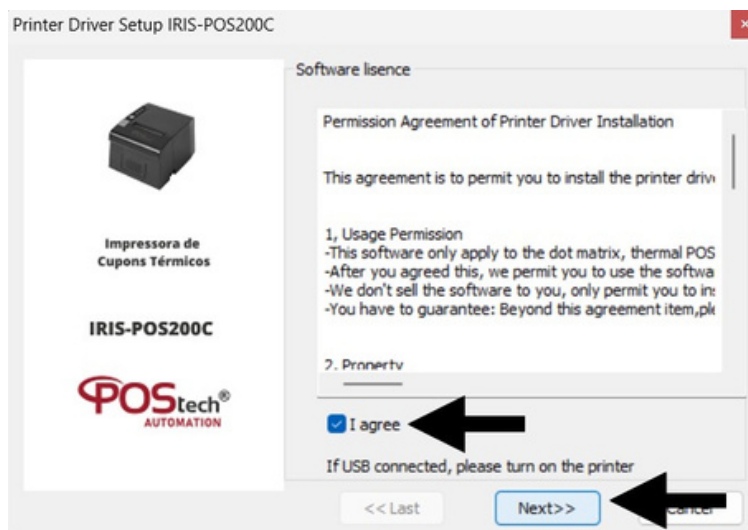 Printer Driver Setup IRIS-POS200C
Software lisence
Permission Agreement of Printer Driver Installation
This agreement is to permit you to install the printer driv
1, Usage Permission
-This software only apply to the dot matrix, thermal POS
-After you agreed this, we permit you to use the softwa
-We don't sell the software to you, only permit you to in
-You have to guarantee: Beyond this agreement item,ple
2. Property
Impressora de
Cupons Térmicos
IRIS-POS200C
POStech®
AUTOMATION
I agree
If USB connected, please turn on the printer
<< Last
Next>>
Cancel